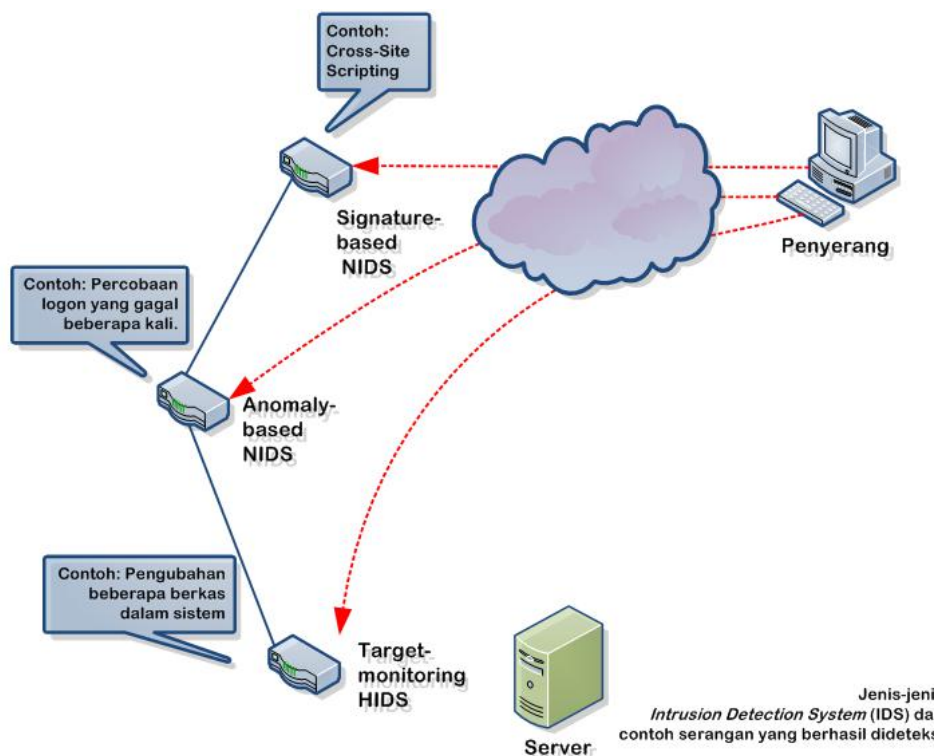 Contoh:
Cross-Site
Scripting
Signature-
based
NIDS
Penyerang
Contoh: Percobaan
logon yang gagal
beberapa kali.
Anomaly-
based
NIDS
Contoh: Pengubahan
beberapa berkas
dalam sistem
Target-
monitoring
HIDS
Server
Jenis-jeni
Intrusion Detection System (IDS) da
contoh serangan yang berhasil dideteks